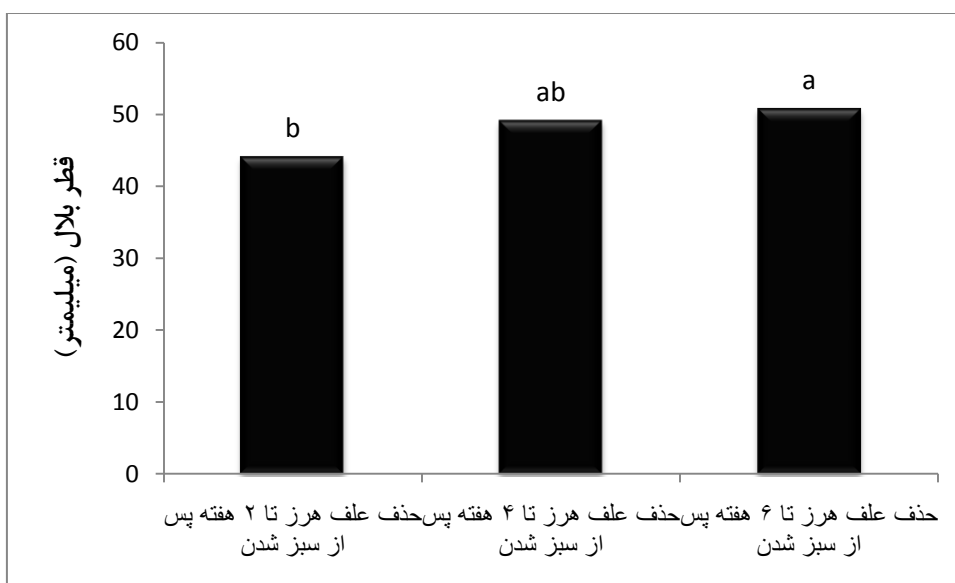 قطر بلال (میلیمتر)
60
50
40
30
20
10
0
b
ab
a
حذف علف هرز تا ۲ هفته پس
از سبز شدن
حذف علف هرز تا ۴ هفته پس
از سبز شدن
حذف علف هرز تا ۶ هفته پس
از سبز شدن